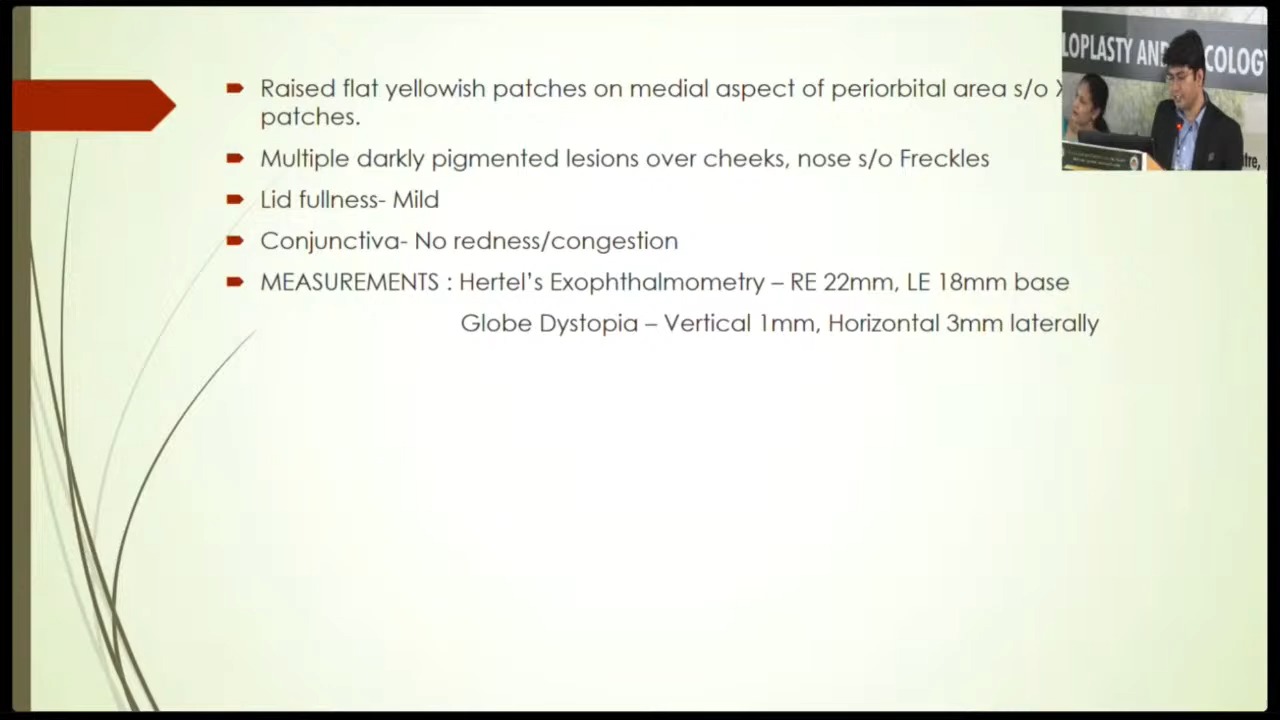 Raised flat yellowish patches on medial aspect of periorbital area s/o
patches.
Multiple darkly pigmented lesions over cheeks, nose s/o Freckles
Lid fullness- Mild
Conjunctiva- No redness/congestion
MEASUREMENTS : Hertel's Exophthalmometry – RE 22mm, LE 18mm base
Globe Dystopia – Vertical 1mm, Horizontal 3mm laterally
LOPLASTY AN COLOGY
tre,